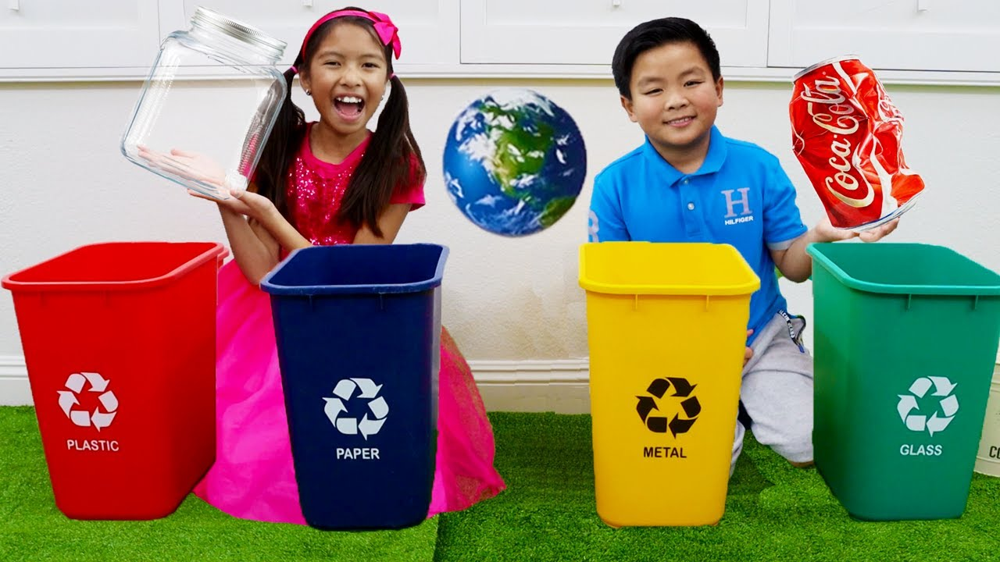 Coca-Cola
H
HILFIGER
PLASTIC
PAPER
METAL
GLASS